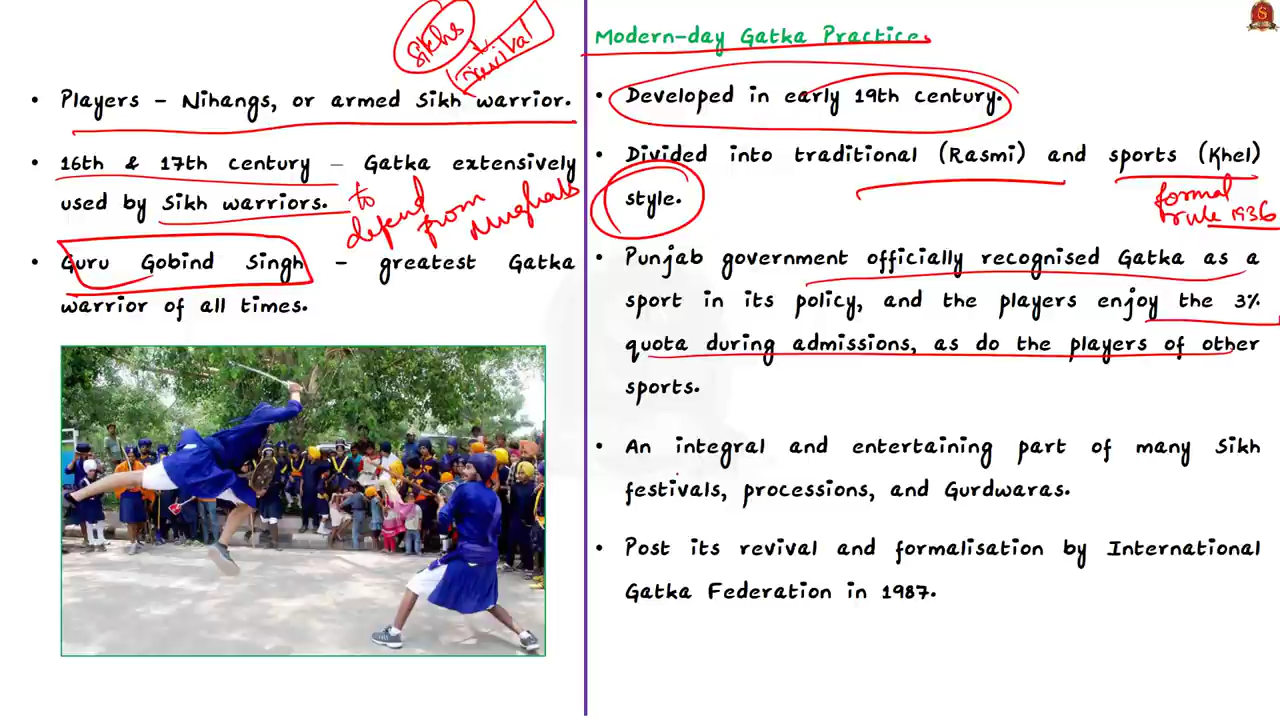 Sikhs
revival
• Players – Nihangs, or armed Sikh warrior.
• 16th & 17th century – Gatka extensively
used by Sikh warriors.
to defend from Mughals
• Guru Gobind Singh – greatest Gatka
warrior of all times.
Modern-day Gatka Practice
• Developed in early 19th century.
• Divided into traditional (Rasmi) and sports (Khel)
style.
formal
rule 1936
• Punjab government officially recognised Gatka as a
sport in its policy, and the players enjoy the 3%
quota during admissions, as do the players of other
sports.
• An integral and entertaining part of many Sikh
festivals, processions, and Gurdwaras.
• Post its revival and formalisation by International
Gatka Federation in 1987.